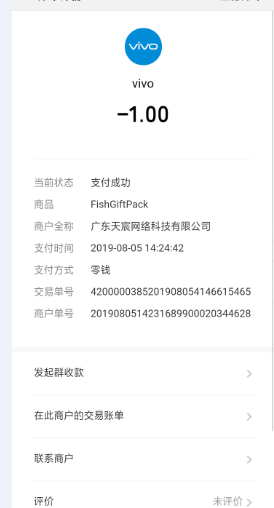 vivo
vivo
-1.00
当前状态 支付成功
商品 FishGiftPack
商户全称 广东天宸网络科技有限公司
支付时间 2019-08-05 14:24:42
支付方式 零钱
交易单号 4200000385201908054146615465
商户单号 2019080514231689900020344628
发起群收款
在此商户的交易账单
联系商户
评价 未评价